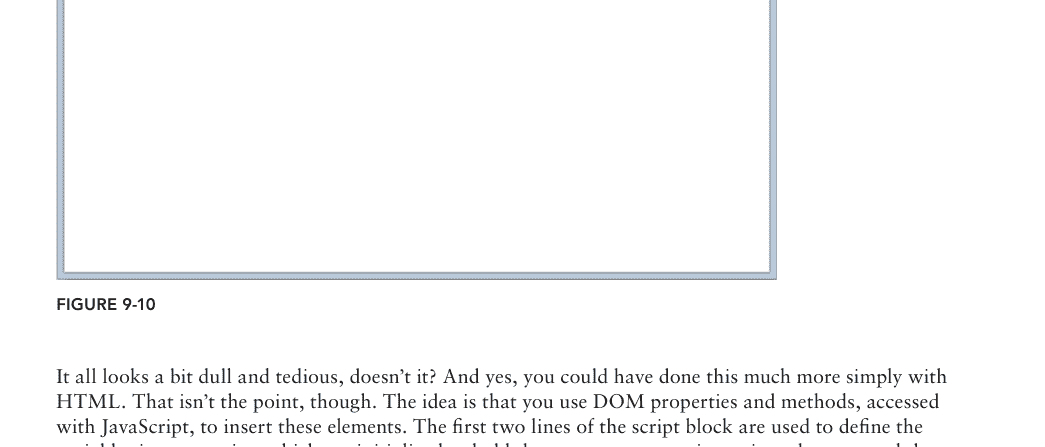 FIGURE 9-10
It all looks a bit dull and tedious, doesn’t it? And yes, you could have done this much more simply with
HTML. That isn’t the point, though. The idea is that you use DOM properties and methods, accessed
with JavaScript, to insert these elements. The first two lines of the script block are used to define the